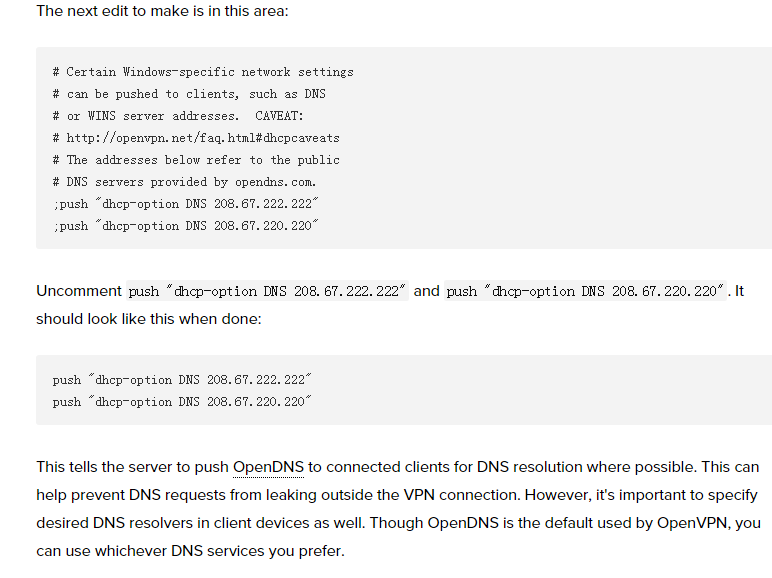 The next edit to make is in this area:
# Certain Windows-specific network settings
# can be pushed to clients, such as DNS
# or WINS server addresses.  CAVEAT:
# http://openvpn.net/faq.html#dhcpcaveats
# The addresses below refer to the public
# DNS servers provided by opendns.com.
;push "dhcp-option DNS 208.67.222.222"
;push "dhcp-option DNS 208.67.220.220"
Uncomment push "dhcp-option DNS 208.67.222.222" and push "dhcp-option DNS 208.67.220.220". It
should look like this when done:
push "dhcp-option DNS 208.67.222.222"
push "dhcp-option DNS 208.67.220.220"
This tells the server to push OpenDNS to connected clients for DNS resolution where possible. This can
help prevent DNS requests from leaking outside the VPN connection. However, it's important to specify
desired DNS resolvers in client devices as well. Though OpenDNS is the default used by OpenVPN, you
can use whichever DNS services you prefer.